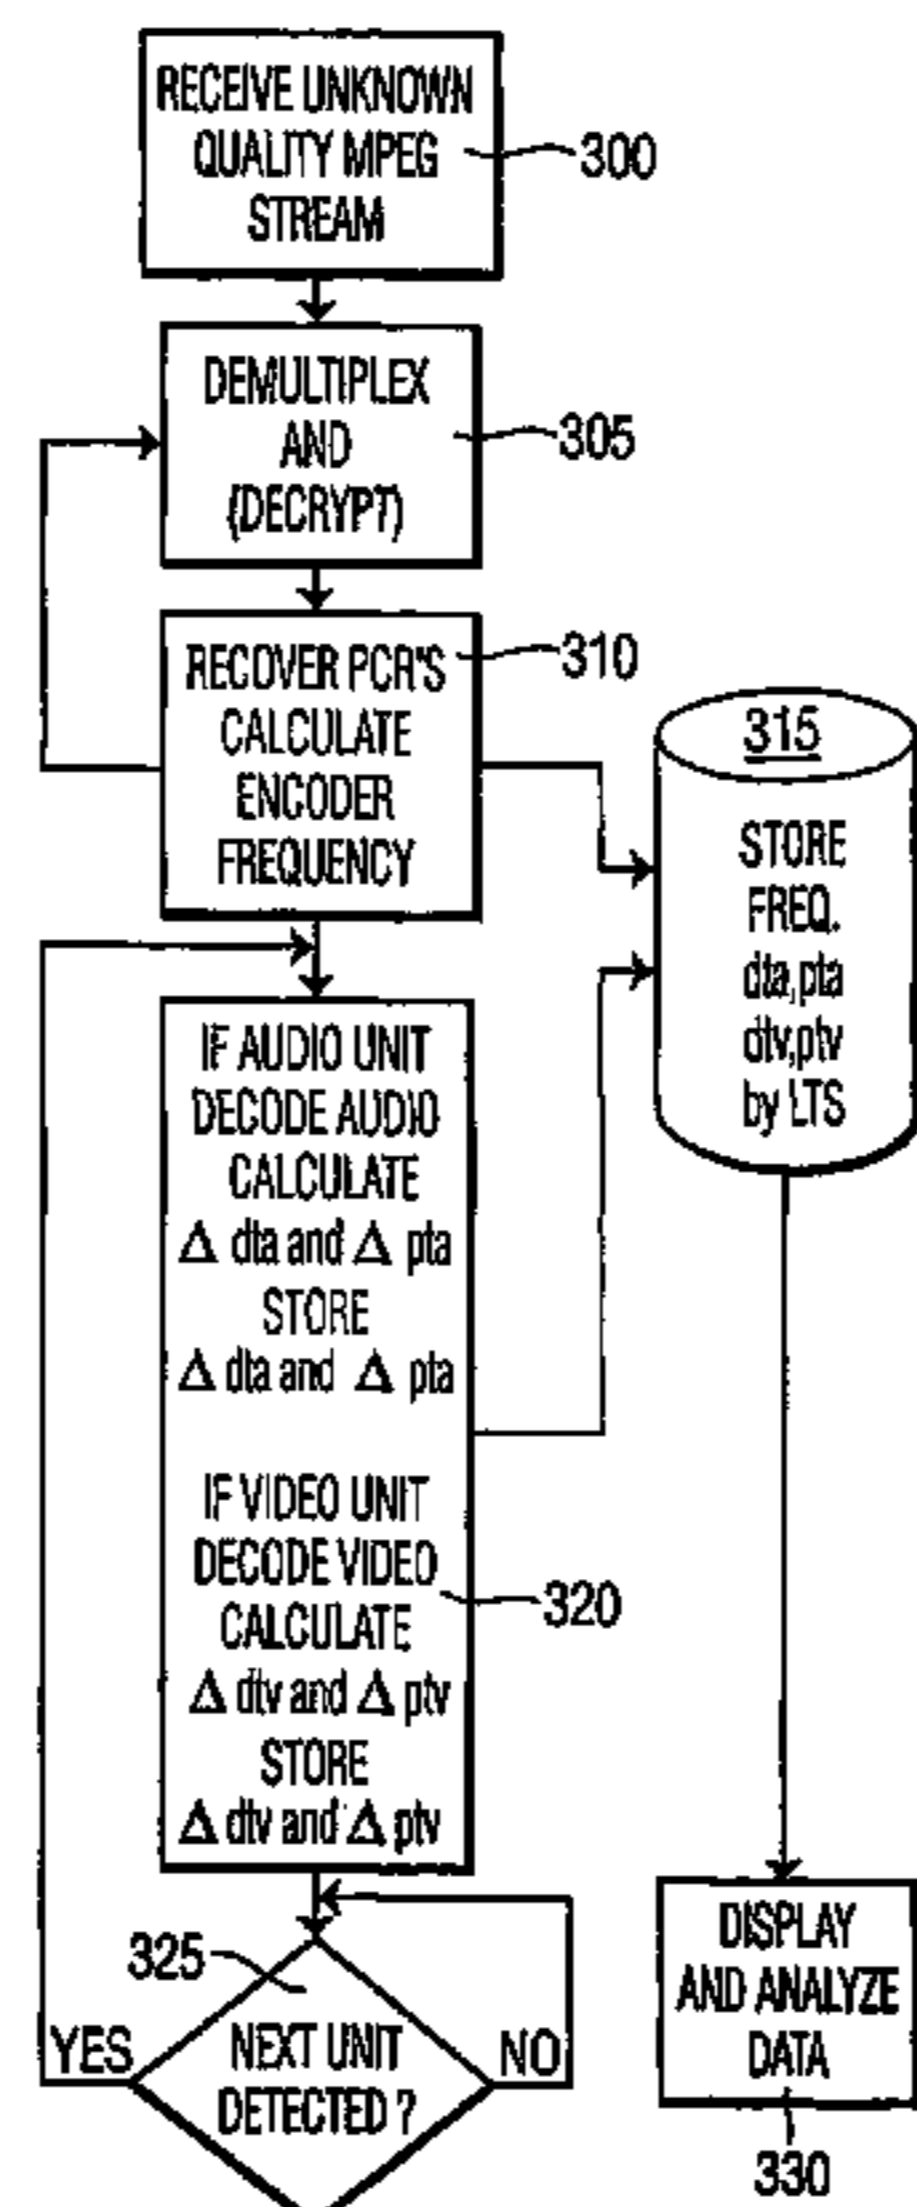 RECEIVE UNKNOWN
QUALITY MPEG
STREAM
300
DEMULTIPLEX
AND
(DECRYPT)
305
RECOVER PCR'S
CALCULATE
ENCODER
FREQUENCY
310
315
STORE
FREQ.
dta,pta
dtv,ptv
by LTS
IF AUDIO UNIT
DECODE AUDIO
CALCULATE
Δ dta and Δ pta
STORE
Δ dta and Δ pta
IF VIDEO UNIT
DECODE VIDEO
CALCULATE
Δ dtv and Δ ptv
STORE
Δ dtv and Δ ptv
320
325
YES
NEXT UNIT
DETECTED ?
NO
DISPLAY
AND ANALYZE
DATA
330